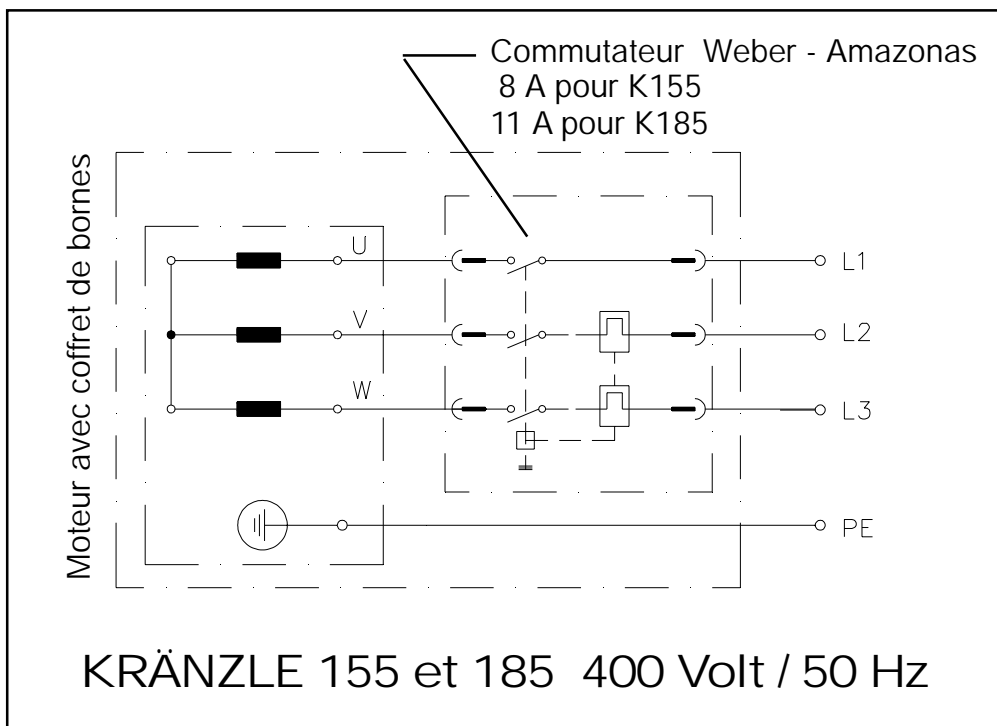 Commutateur Weber - Amazonas
8 A pour K155
11 A pour K185
Moteur avec coffret de bornes
U
L1
V
L2
W
L3
PE
KRÄNZLE 155 et 185 400 Volt / 50 Hz